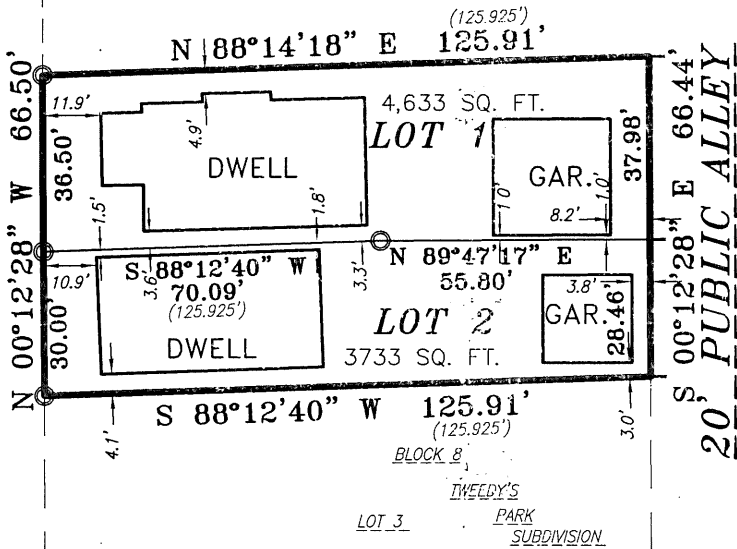 (125.925')
N 88°14'18" E 125.91'
N 00°12'28" W 66.50'
11.9'
36.50'
4.9'
4,633 SQ. FT.
LOT 1
DWELL
GAR.
37.98'
1.0'
1.0'
8.2'
1.5'
1.8'
S 00°12'28" E 66.44'
20' PUBLIC ALLEY
10.9'
S 88°12'40" W
70.09'
(125.925')
3.6'
3.3'
N 89°47'17" E
55.80'
3.8'
30.00'
DWELL
LOT 2
3733 SQ. FT.
GAR.
28.46'
4.1'
S 88°12'40" W 125.91'
(125.925')
3.0'
BLOCK 8
TWEEDY'S
LOT 3 PARK
SUBDIVISION